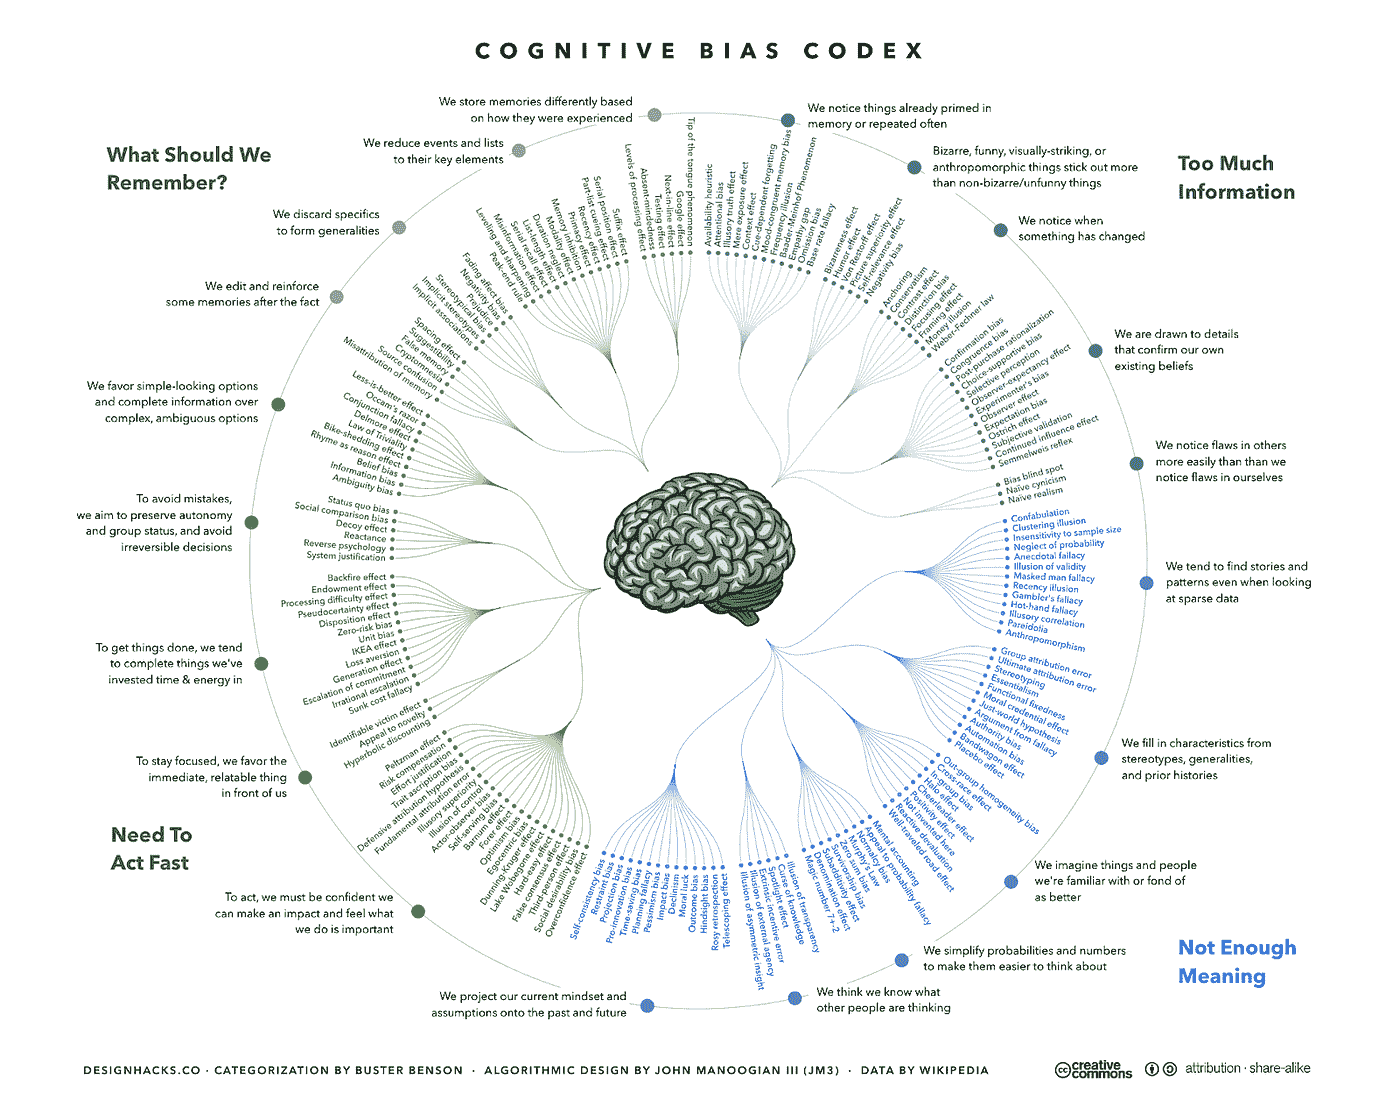 COGNITIVE BIAS CODEX
We store memories differently based
on how they were experienced
We reduce events and lists
to their key elements
What Should We
Remember?
We discard specifics
to form generalities
We edit and reinforce
some memories after the fact
We favor simple-looking options
and complete information over
complex, ambiguous options
To avoid mistakes,
we aim to preserve autonomy
and group status, and avoid
irreversible decisions
To get things done, we tend
to complete things we've
invested time & energy in
To stay focused, we favor the
immediate, relatable thing
in front of us
Need To
Act Fast
To act, we must be confident we
can make an impact and feel what
we do is important
We project our current mindset and
assumptions onto the past and future
We notice things already primed in
memory or repeated often
Bizarre, funny, visually-striking, or
anthropomorphic things stick out more
than non-bizarre/unfunny things
Too Much
Information
We notice when
something has changed
We are drawn to details
that confirm our own
existing beliefs
We notice flaws in others
more easily than than we
notice flaws in ourselves
We tend to find stories and
patterns even when looking
at sparse data
We fill in characteristics from
stereotypes, generalities,
and prior histories
We imagine things and people
we're familiar with or fond of
as better
Not Enough
Meaning
We simplify probabilities and numbers
to make them easier to think about
We think we know what
other people are thinking
Availability heuristic
Attentional bias
Illusory truth effect
Mere exposure effect
Context effect
Cue-dependent forgetting
Mood-congruent memory bias
Frequency illusion
Baader-Meinhof Phenomenon
Empathy gap
Omission bias
Base rate fallacy
Bizarreness effect
Humor effect
Von Restorff effect
Picture superiority effect
Self-relevance effect
Negativity bias
Anchoring
Conservatism
Contrast effect
Distinction bias
Focusing effect
Framing effect
Money illusion
Weber-Fechner law
Confirmation bias
Congruence bias
Post-purchase rationalization
Choice-supportive bias
Selective perception
Observer-expectancy effect
Experimenter's bias
Observer effect
Expectation bias
Ostrich effect
Subjective validation
Continued influence effect
Semmelweis reflex
Bias blind spot
Naïve cynicism
Naïve realism
Confabulation
Clustering illusion
Insensitivity to sample size
Neglect of probability
Anecdotal fallacy
Illusion of validity
Masked man fallacy
Recency illusion
Gambler's fallacy
Hot-hand fallacy
Illusory correlation
Pareidolia
Anthropomorphism
Group attribution error
Ultimate attribution error
Stereotyping
Essentialism
Functional fixedness
Moral credential effect
Just-world hypothesis
Argument from fallacy
Authority bias
Automation bias
Bandwagon effect
Placebo effect
Out-group homogeneity bias
Cross-race effect
In-group bias
Halo effect
Cheerleader effect
Positivity effect
Not invented here
Reactive devaluation
Well-traveled road effect
Mental accounting
Appeal to probability fallacy
Normalcy bias
Murphy's Law
Zero sum bias
Survivorship bias
Subadditivity effect
Denomination effect
Magic number 7+-2
Illusion of transparency
Curse of knowledge
Spotlight effect
Extrinsic incentive error
Illusion of external agency
Illusion of asymmetric insight
Telescoping effect
Rosy retrospection
Hindsight bias
Outcome bias
Moral luck
Declinism
Impact bias
Pessimism bias
Planning fallacy
Time-saving bias
Pro-innovation bias
Projection bias
Restraint bias
Self-consistency bias
Overconfidence effect
Social desirability bias
Third-person effect
False consensus effect
Hard-easy effect
Lake Wobegone effect
Dunning-Kruger effect
Egocentric bias
Optimism bias
Forer effect
Barnum effect
Self-serving bias
Actor-observer bias
Illusion of control
Illusory superiority
Fundamental attribution error
Defensive attribution hypothesis
Trait ascription bias
Effort justification
Risk compensation
Peltzman effect
Hyperbolic discounting
Appeal to novelty
Identifiable victim effect
Sunk cost fallacy
Irrational escalation
Escalation of commitment
Generation effect
Loss aversion
IKEA effect
Unit bias
Zero-risk bias
Disposition effect
Pseudocertainty effect
Processing difficulty effect
Endowment effect
Backfire effect
System justification
Reverse psychology
Reactance
Decoy effect
Social comparison bias
Status quo bias
Ambiguity bias
Information bias
Belief bias
Rhyme as reason effect
Bike-shedding effect
Law of Triviality
Delmore effect
Conjunction fallacy
Occam's razor
Less-is-better effect
Misattribution of memory
Source confusion
Cryptomnesia
False memory
Suggestibility
Spacing effect
Implicit associations
Implicit stereotypes
Stereotypical bias
Prejudice
Negativity bias
Fading affect bias
Peak-end rule
Leveling and sharpening
Misinformation effect
Serial recall effect
List-length effect
Duration neglect
Modality effect
Memory inhibition
Primacy effect
Recency effect
Part-list cueing effect
Serial position effect
Suffix effect
Levels of processing effect
Absent-mindedness
Testing effect
Next-in-line effect
Google effect
Tip of the tongue phenomenon
DESIGNHACKS.CO · CATEGORIZATION BY BUSTER BENSON · ALGORITHMIC DESIGN BY JOHN MANOOGIAN III (JM3) · DATA BY WIKIPEDIA
cc creative commons
attribution · share-alike